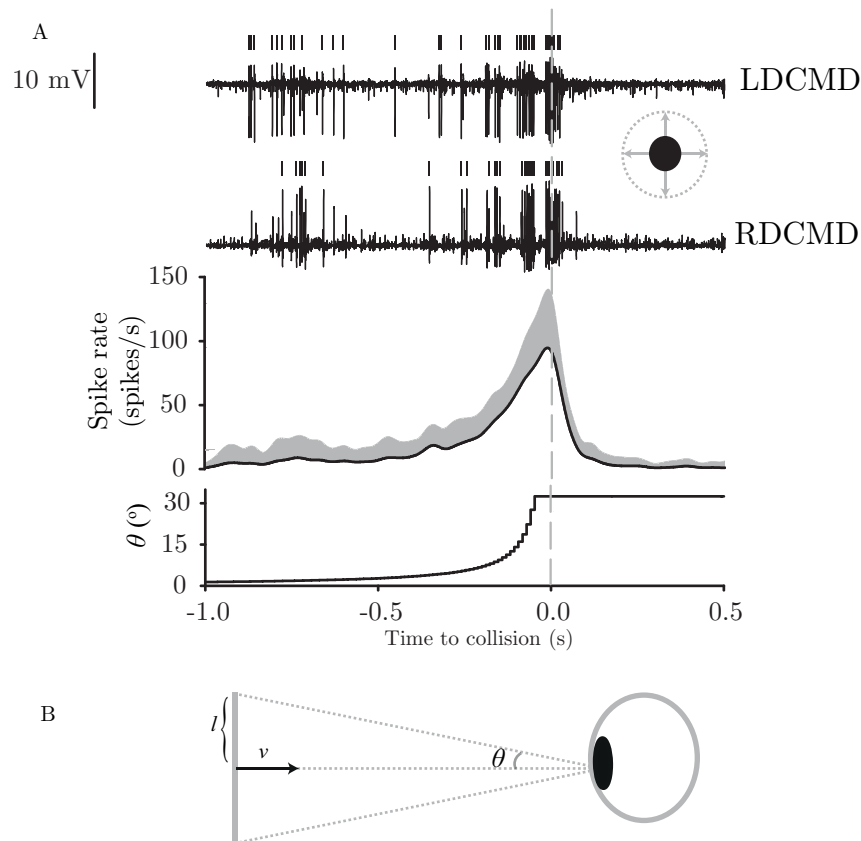 A
10 mV
LDCMD
RDCMD
150
100
50
0
Spike rate
(spikes/s)
30
15
0
θ (º)
-1.0 -0.5 0.0 0.5
Time to collision (s)
B
l
v
θ